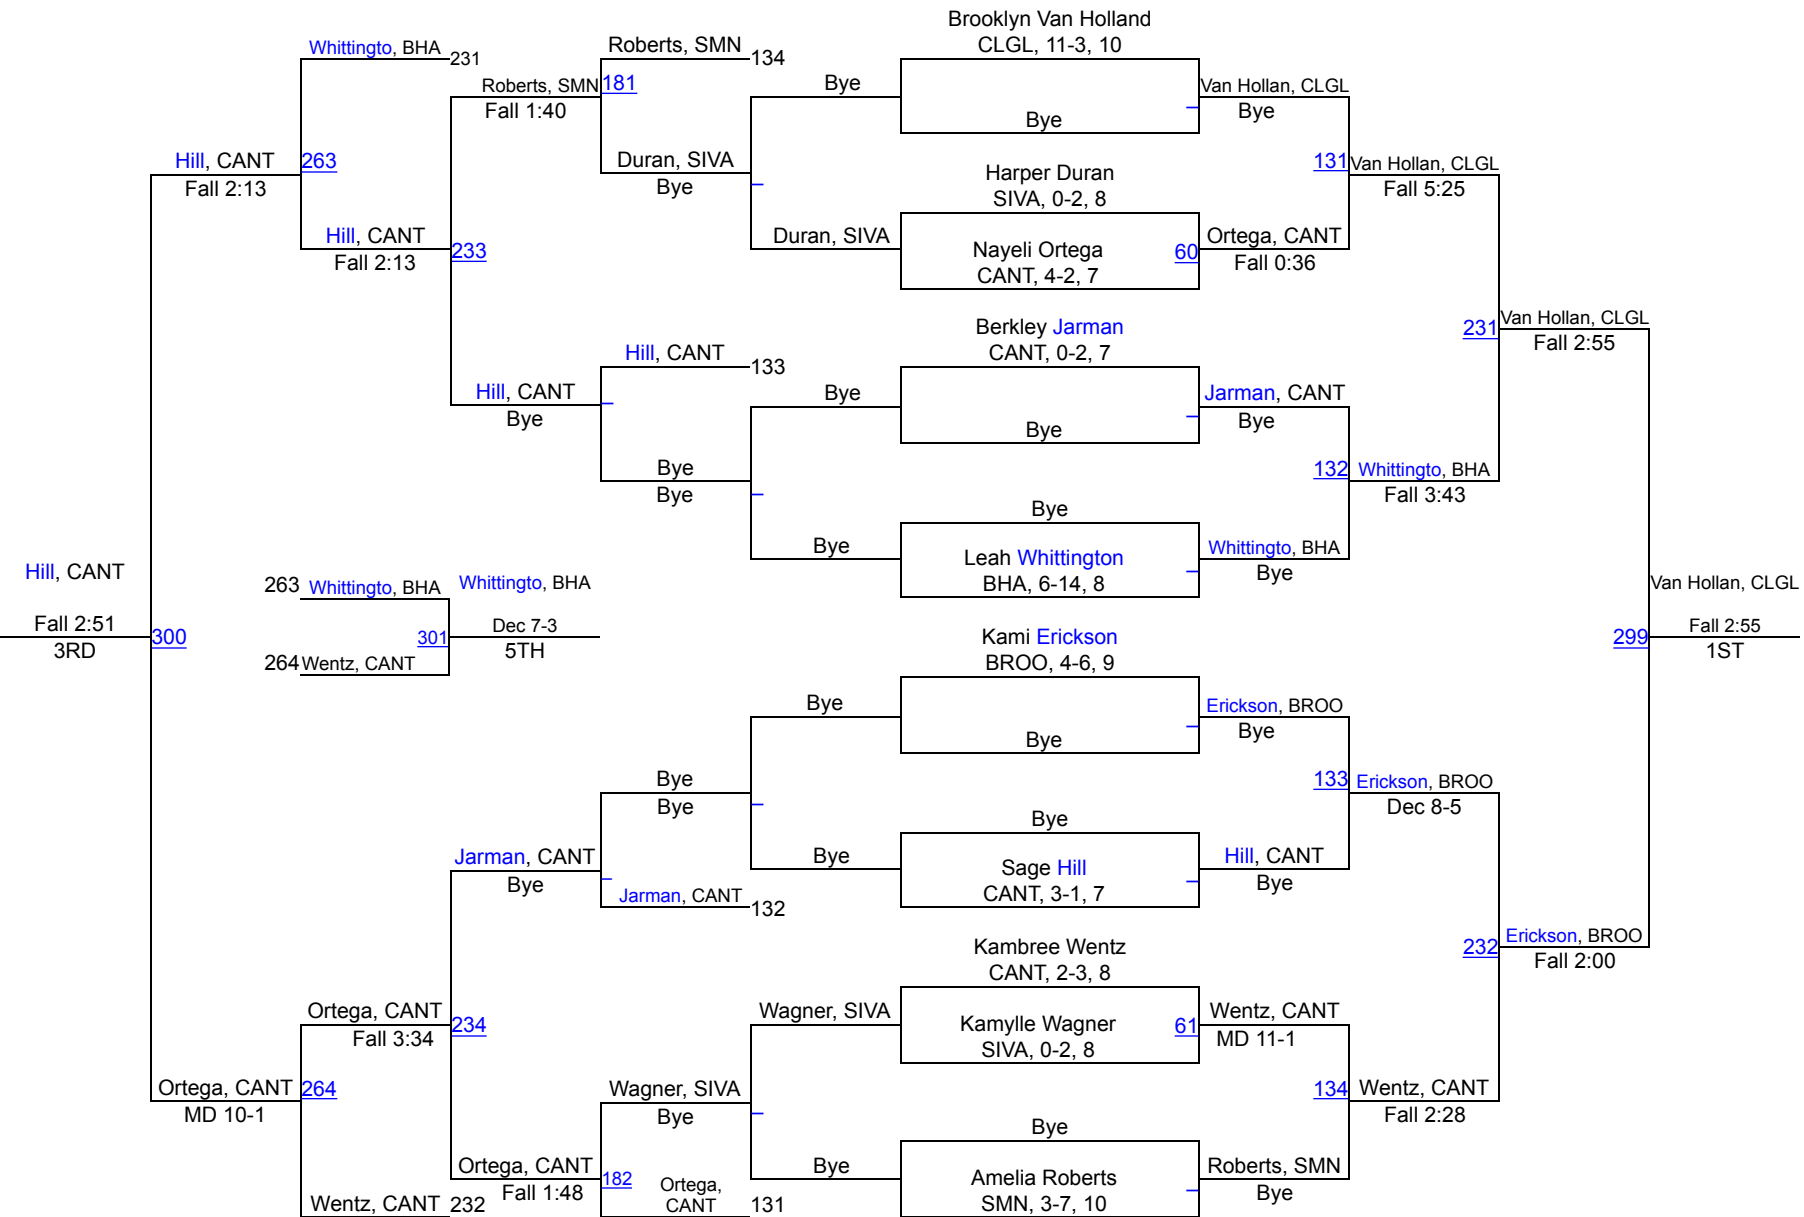 Brooklyn Van Holland
CLGL, 11-3, 10
Whittingto, BHA 231
Roberts, SMN 134
Roberts, SMN 181
Fall 1:40
Bye
Van Hollan, CLGL
Bye
Bye
Hill, CANT 263
Fall 2:13
Duran, SIVA
Bye
Harper Duran
SIVA, 0-2, 8
131 Van Hollan, CLGL
Fall 5:25
Hill, CANT 233
Fall 2:13
Duran, SIVA
Nayeli Ortega
CANT, 4-2, 7
60 Ortega, CANT
Fall 0:36
Berkley Jarman
CANT, 0-2, 7
231 Van Hollan, CLGL
Fall 2:55
Hill, CANT 133
Hill, CANT
Bye
Bye
Jarman, CANT
Bye
Bye
Bye
Bye
132 Whittingto, BHA
Fall 3:43
Bye
Bye
Leah Whittington
BHA, 6-14, 8
Whittingto, BHA
Bye
Hill, CANT
Fall 2:51
3RD
300
263 Whittingto, BHA
264 Wentz, CANT
301
Whittingto, BHA
Dec 7-3
5TH
Van Hollan, CLGL
299
Fall 2:55
1ST
Kami Erickson
BROO, 4-6, 9
Bye
Bye
Erickson, BROO
Bye
Bye
Bye
133 Erickson, BROO
Dec 8-5
Bye
Jarman, CANT
Bye
Bye
Sage Hill
CANT, 3-1, 7
Hill, CANT
Bye
Jarman, CANT 132
Kambree Wentz
CANT, 2-3, 8
232 Erickson, BROO
Fall 2:00
Ortega, CANT 234
Fall 3:34
Wagner, SIVA
Kamylle Wagner
SIVA, 0-2, 8
61 Wentz, CANT
MD 11-1
Ortega, CANT 264
MD 10-1
Wagner, SIVA
Bye
134 Wentz, CANT
Fall 2:28
Bye
Ortega, CANT 182
Fall 1:48
Bye
Amelia Roberts
SMN, 3-7, 10
Roberts, SMN
Bye
Wentz, CANT 232
Ortega,
CANT 131